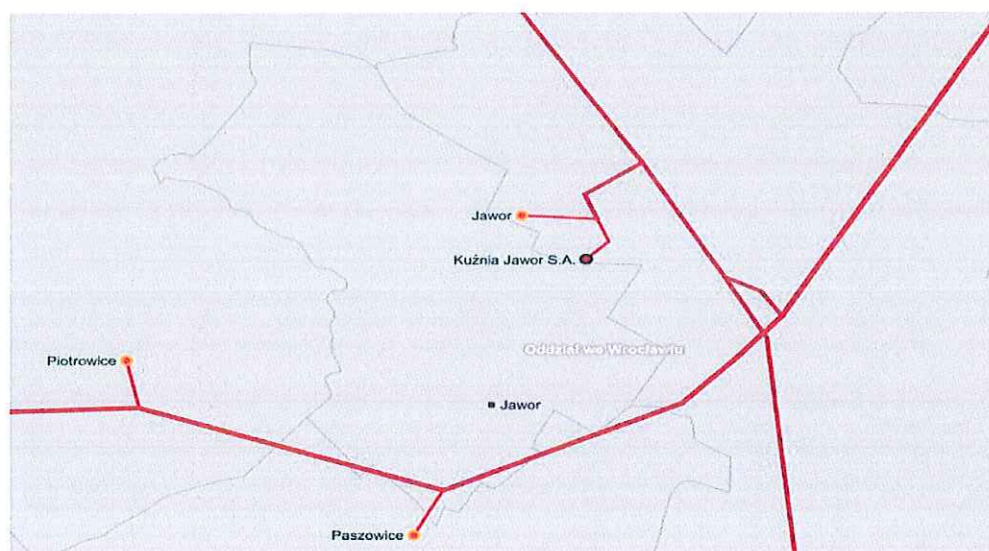 Jawor
Kuźnia Jawor S.A.
Oddział we Wrocławiu
Piotrowice
Jawor
Paszowice